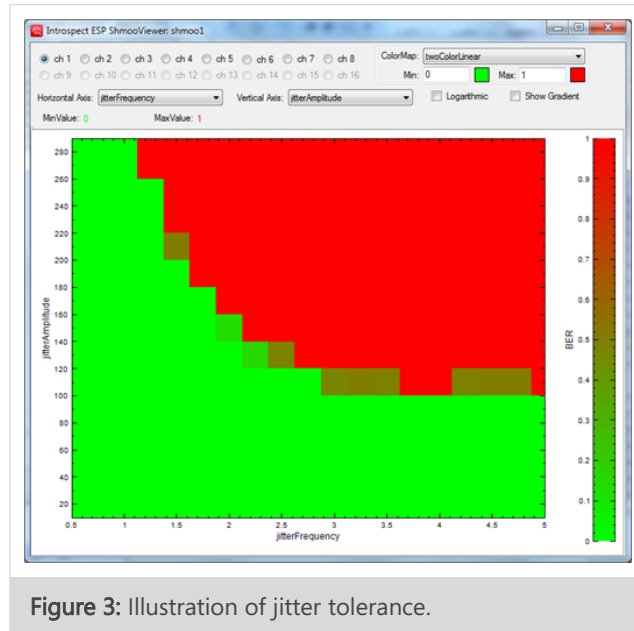 Introspect ESP ShmooViewer: shmoo1
ch 1 ch 2 ch 3 ch 4 ch 5 ch 6 ch 7 ch 8
ColorMap: twoColorLinear
ch 9 ch 10 ch 11 ch 12 ch 13 ch 14 ch 15 ch 16
Min: 0 Max: 1
Horizontal Axis: jitterFrequency Vertical Axis: jitterAmplitude Logarithmic Show Gradient
MinValue: 0 MaxValue: 1
280
260
240
220
200
180
160
140
120
100
80
60
40
20
jitterAmplitude
0.5 1 1.5 2 2.5 3 3.5 4 4.5 5
jitterFrequency
1
0.9
0.8
0.7
0.6
0.5
0.4
0.3
0.2
0.1
0
BER
Figure 3: Illustration of jitter tolerance.